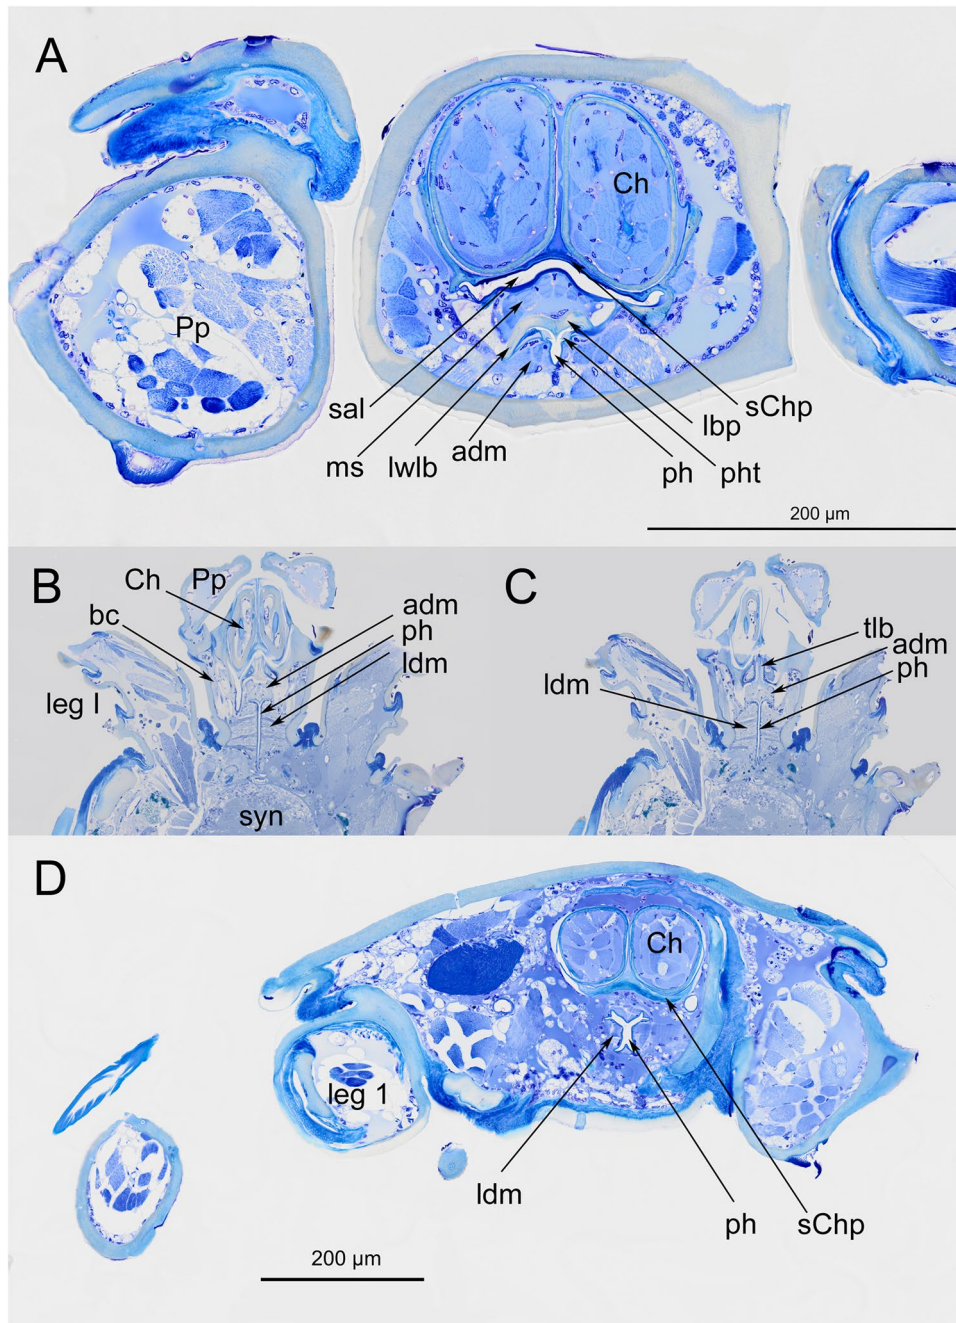 A
Ch
Pp
sal
sChp
lbp
adm
ms
lwlb
ph
pht
200 µm
B
Ch
Pp
bc
adm
ph
ldm
leg I
syn
C
tlb
adm
ph
ldm
D
Ch
leg 1
ldm
ph
sChp
200 µm